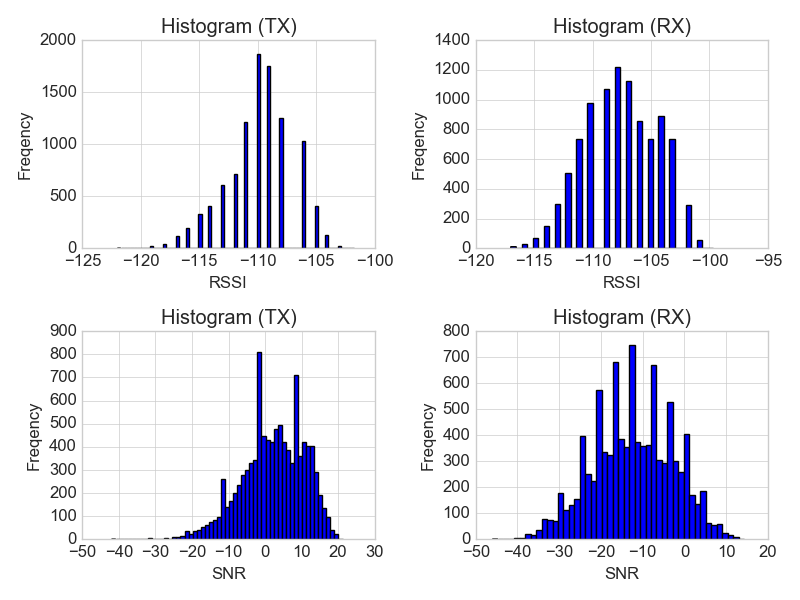 Histogram (TX)
Freqency
2000
1500
1000
500
0
−125 −120 −115 −110 −105 −100
RSSI
Histogram (RX)
Freqency
1400
1200
1000
800
600
400
200
0
−120 −115 −110 −105 −100 −95
RSSI
Histogram (TX)
Freqency
900
800
700
600
500
400
300
200
100
0
−50 −40 −30 −20 −10 0 10 20 30
SNR
Histogram (RX)
Freqency
800
700
600
500
400
300
200
100
0
−50 −40 −30 −20 −10 0 10 20
SNR